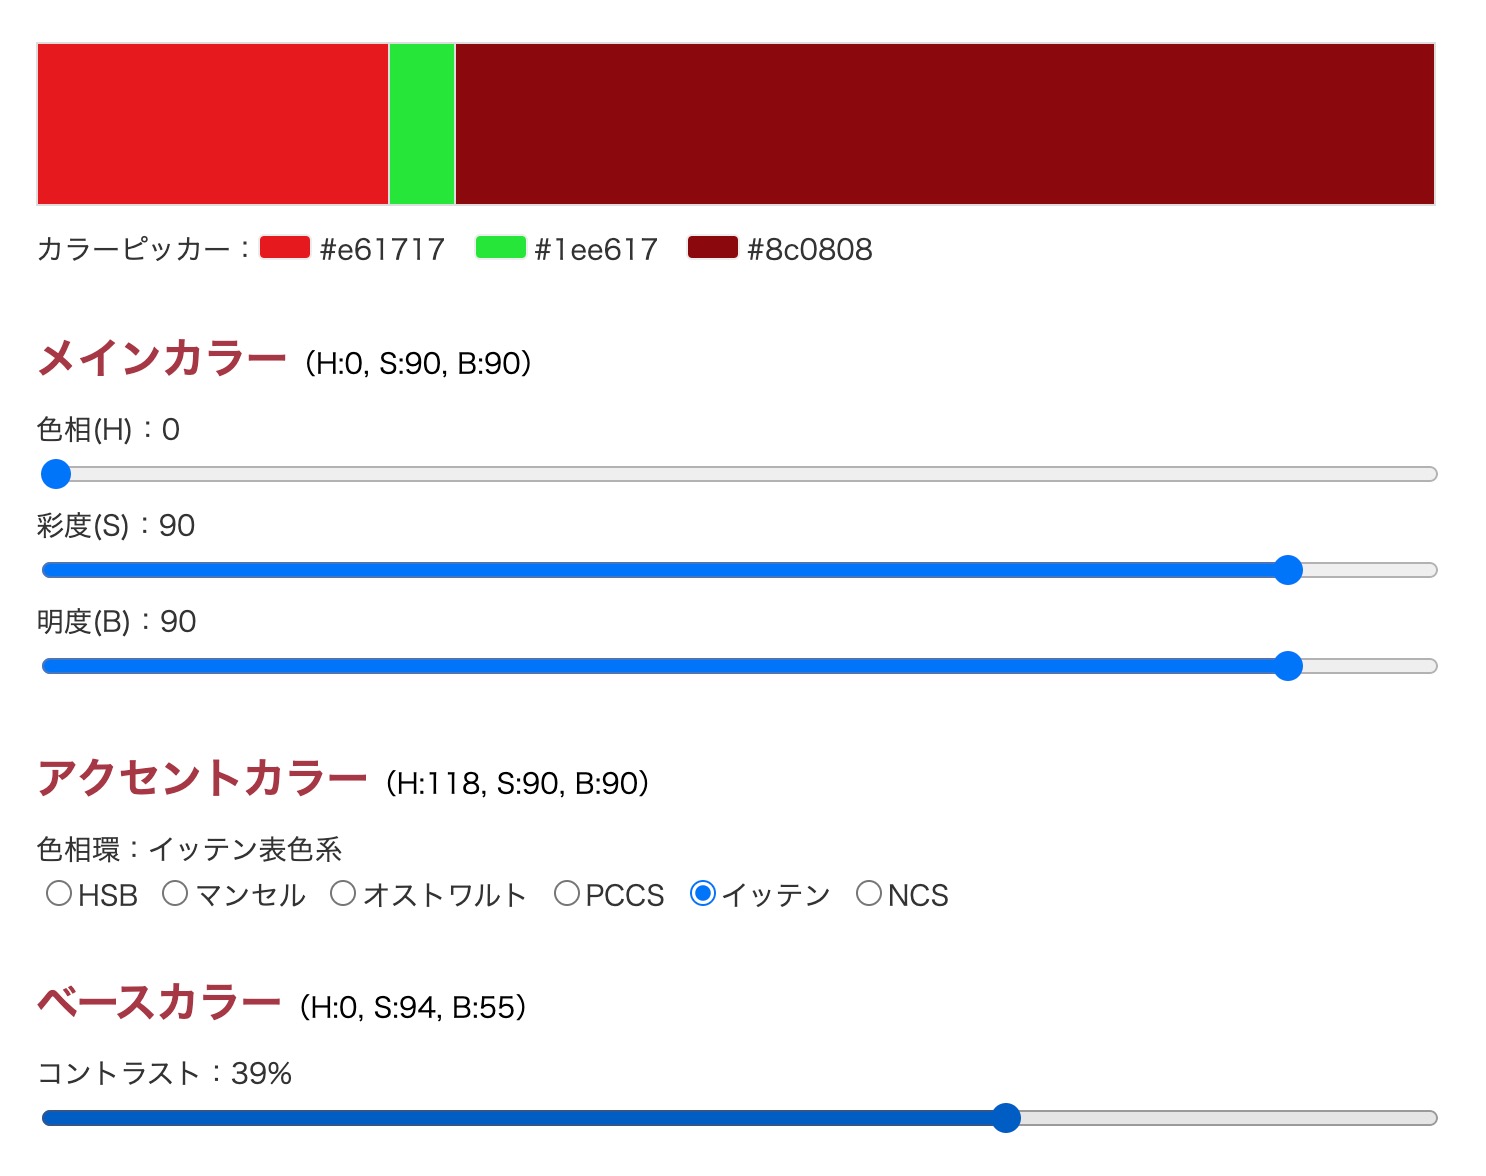 カラーピッカー： #e61717 #1ee617 #8c0808
メインカラー（H:0, S:90, B:90）
色相(H)：0
彩度(S)：90
明度(B)：90
アクセントカラー（H:118, S:90, B:90）
色相環：イッテン表色系
HSB マンセル オストワルト PCCS イッテン NCS
ベースカラー（H:0, S:94, B:55）
コントラスト：39%